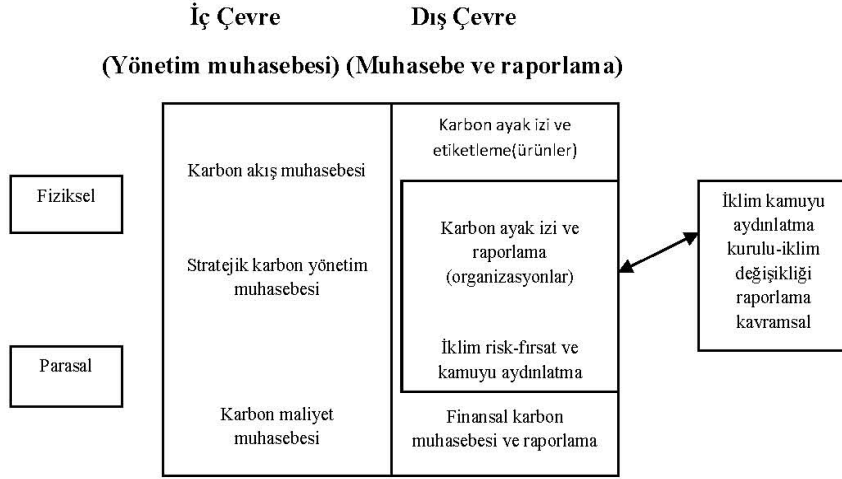 İç Çevre Dış Çevre
(Yönetim muhasebesi) (Muhasebe ve raporlama)
Fiziksel
Parasal
Karbon akış muhasebesi
Stratejik karbon yönetim
muhasebesi
Karbon maliyet
muhasebesi
Karbon ayak izi ve
etiketleme(ürünler)
Karbon ayak izi ve
raporlama
(organizasyonlar)
İklim risk-fırsat ve
kamuyu aydınlatma
Finansal karbon
muhasebesi ve raporlama
İklim kamuyu
aydınlatma
kurulu-iklim
değişikliği
raporlama
kavramsal